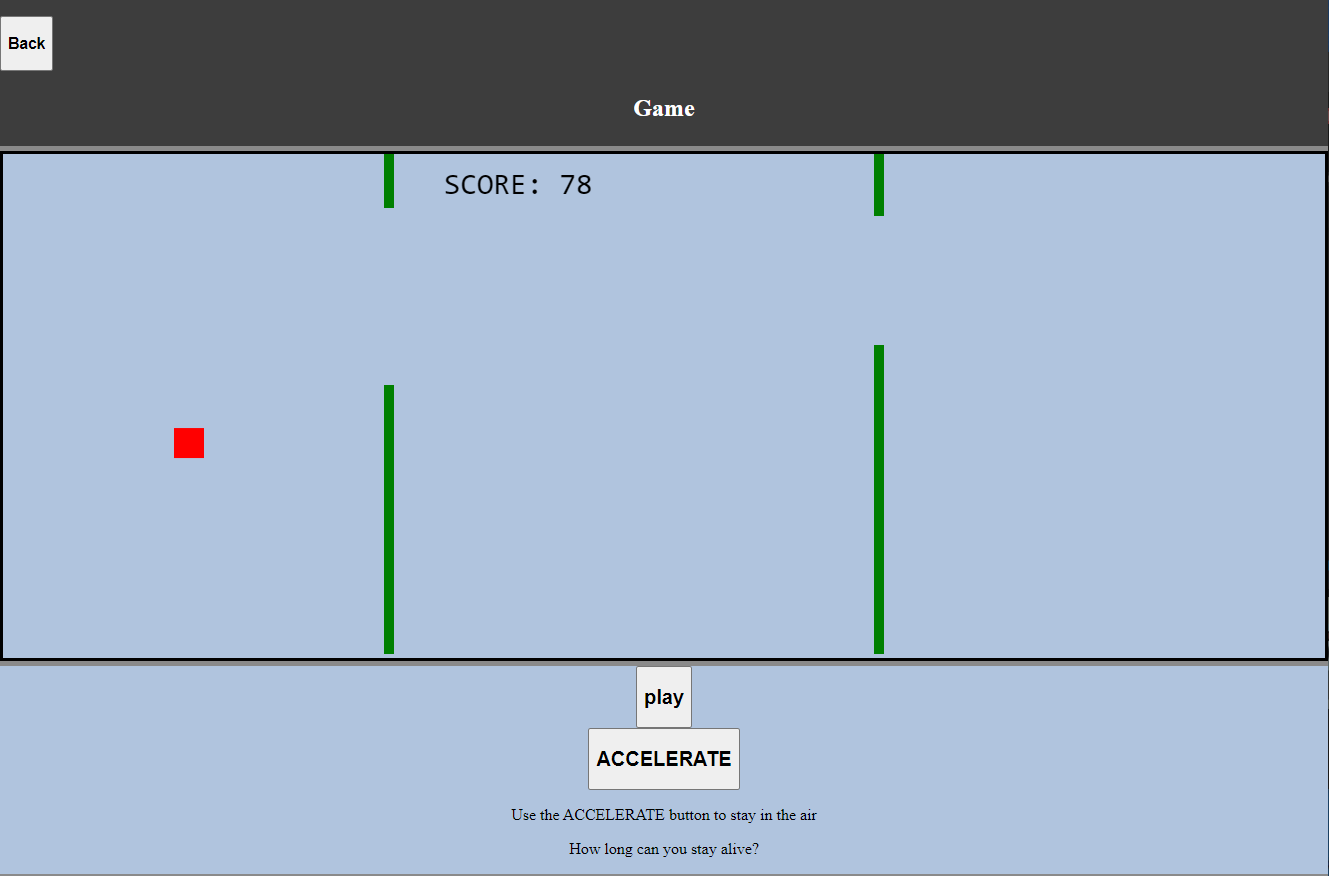 Back
Game
SCORE: 78
play
ACCELERATE
Use the ACCELERATE button to stay in the air
How long can you stay alive?